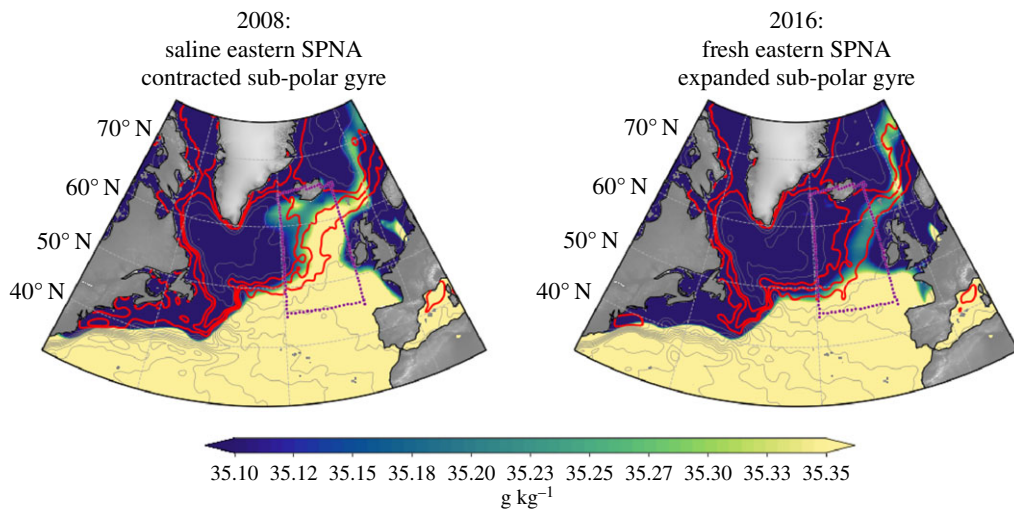 2008:
saline eastern SPNA
contracted sub-polar gyre
2016:
fresh eastern SPNA
expanded sub-polar gyre
70° N
60° N
50° N
40° N
70° N
60° N
50° N
40° N
35.10 35.12 35.15 35.18 35.20 35.23 35.25 35.27 35.30 35.33 35.35
g kg⁻¹